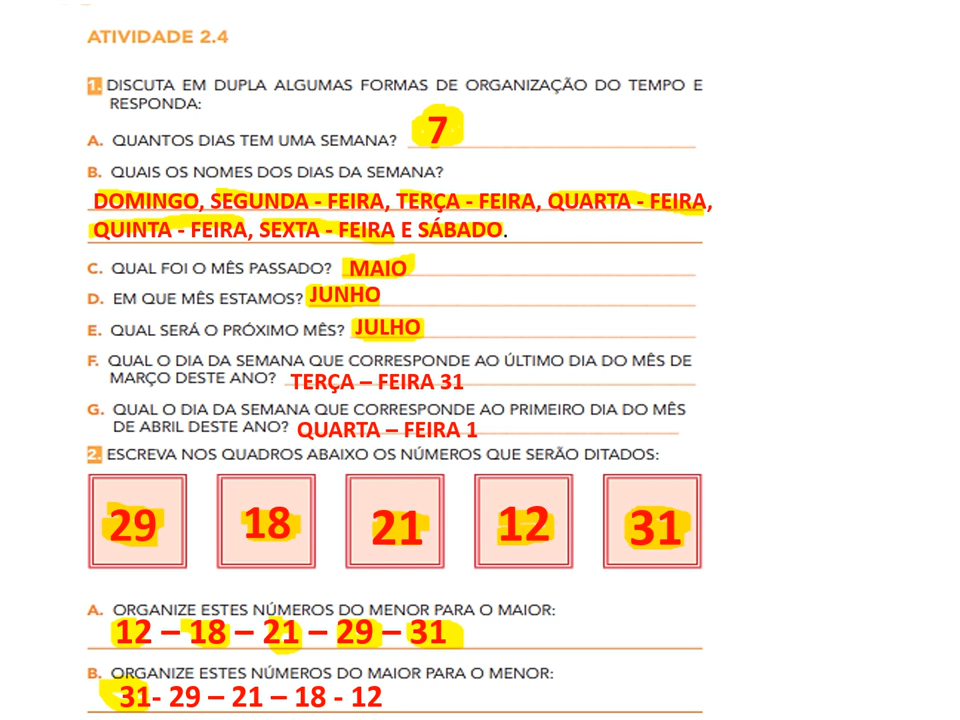 ATIVIDADE 2.4
1. DISCUTA EM DUPLA ALGUMAS FORMAS DE ORGANIZAÇÃO DO TEMPO E
RESPONDA:
A. QUANTOS DIAS TEM UMA SEMANA? 7
B. QUAIS OS NOMES DOS DIAS DA SEMANA?
DOMINGO, SEGUNDA - FEIRA, TERÇA - FEIRA, QUARTA - FEIRA,
QUINTA - FEIRA, SEXTA - FEIRA E SÁBADO.
C. QUAL FOI O MÊS PASSADO? MAIO
D. EM QUE MÊS ESTAMOS? JUNHO
E. QUAL SERÁ O PRÓXIMO MÊS? JULHO
F. QUAL O DIA DA SEMANA QUE CORRESPONDE AO ÚLTIMO DIA DO MÊS DE
MARÇO DESTE ANO? TERÇA – FEIRA 31
G. QUAL O DIA DA SEMANA QUE CORRESPONDE AO PRIMEIRO DIA DO MÊS
DE ABRIL DESTE ANO? QUARTA – FEIRA 1
2. ESCREVA NOS QUADROS ABAIXO OS NÚMEROS QUE SERÃO DITADOS:
29 18 21 12 31
A. ORGANIZE ESTES NÚMEROS DO MENOR PARA O MAIOR:
12 – 18 – 21 – 29 – 31
B. ORGANIZE ESTES NÚMEROS DO MAIOR PARA O MENOR:
31- 29 – 21 – 18 - 12